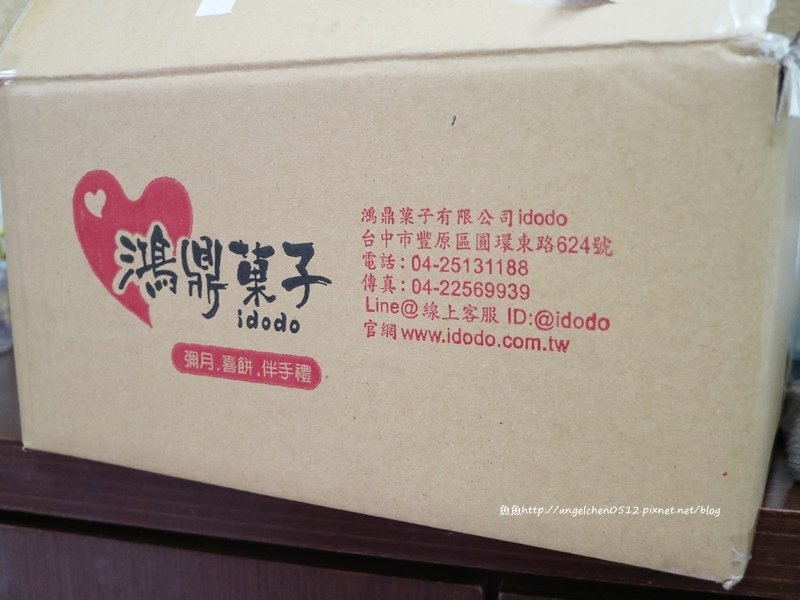 鴻鼎菓子
idodo
彌月.喜餅.伴手禮
鴻鼎菓子有限公司idodo
台中市豐原區圓環東路624號
電話：04-25131188
傳真：04-22569939
Line@線上客服 ID:@idodo
官網www.idodo.com.tw
魚魚http://angelchen0512.pixnet.net/blog